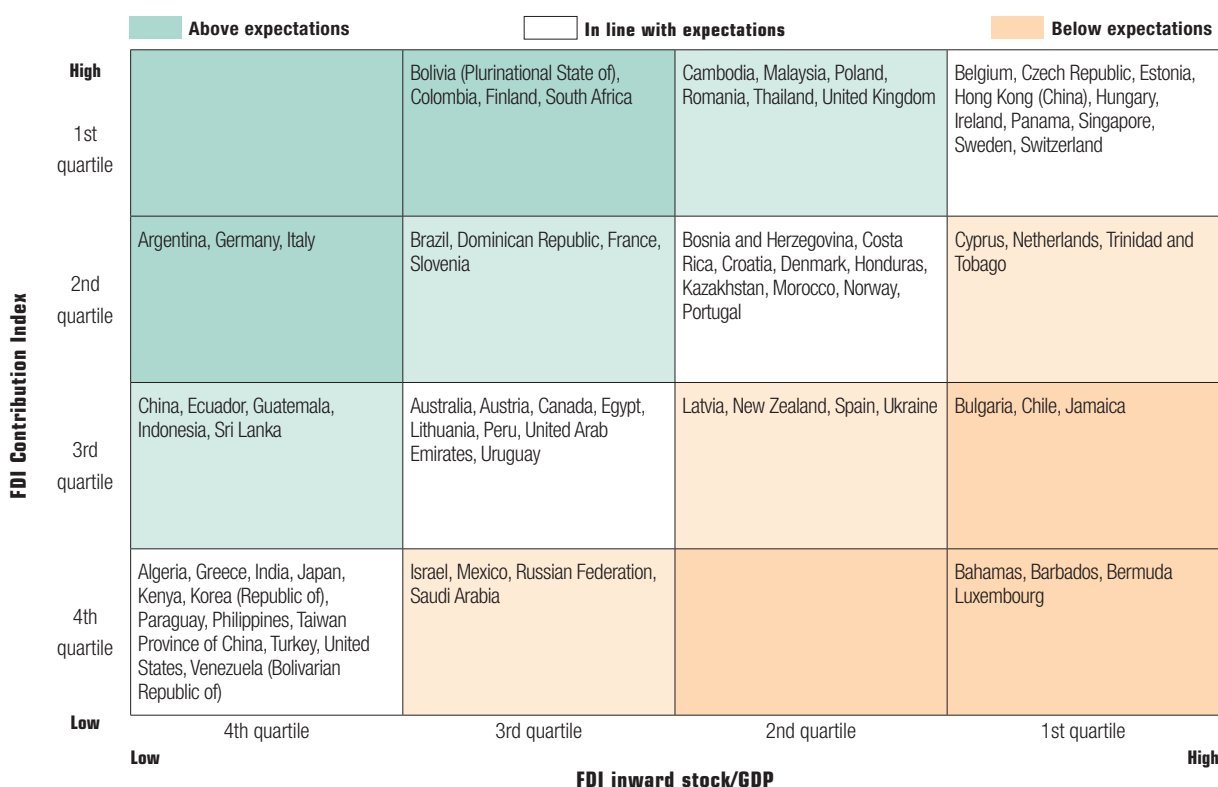 Above expectations
In line with expectations
Below expectations
FDI Contribution Index
High
1st
quartile
Bolivia (Plurinational State of),
Colombia, Finland, South Africa
Cambodia, Malaysia, Poland,
Romania, Thailand, United Kingdom
Belgium, Czech Republic, Estonia,
Hong Kong (China), Hungary,
Ireland, Panama, Singapore,
Sweden, Switzerland
2nd
quartile
Argentina, Germany, Italy
Brazil, Dominican Republic, France,
Slovenia
Bosnia and Herzegovina, Costa
Rica, Croatia, Denmark, Honduras,
Kazakhstan, Morocco, Norway,
Portugal
Cyprus, Netherlands, Trinidad and
Tobago
3rd
quartile
China, Ecuador, Guatemala,
Indonesia, Sri Lanka
Australia, Austria, Canada, Egypt,
Lithuania, Peru, United Arab
Emirates, Uruguay
Latvia, New Zealand, Spain, Ukraine
Bulgaria, Chile, Jamaica
4th
quartile
Algeria, Greece, India, Japan,
Kenya, Korea (Republic of),
Paraguay, Philippines, Taiwan
Province of China, Turkey, United
States, Venezuela (Bolivarian
Republic of)
Israel, Mexico, Russian Federation,
Saudi Arabia
Bahamas, Barbados, Bermuda
Luxembourg
Low
4th quartile
3rd quartile
2nd quartile
1st quartile
Low
High
FDI inward stock/GDP